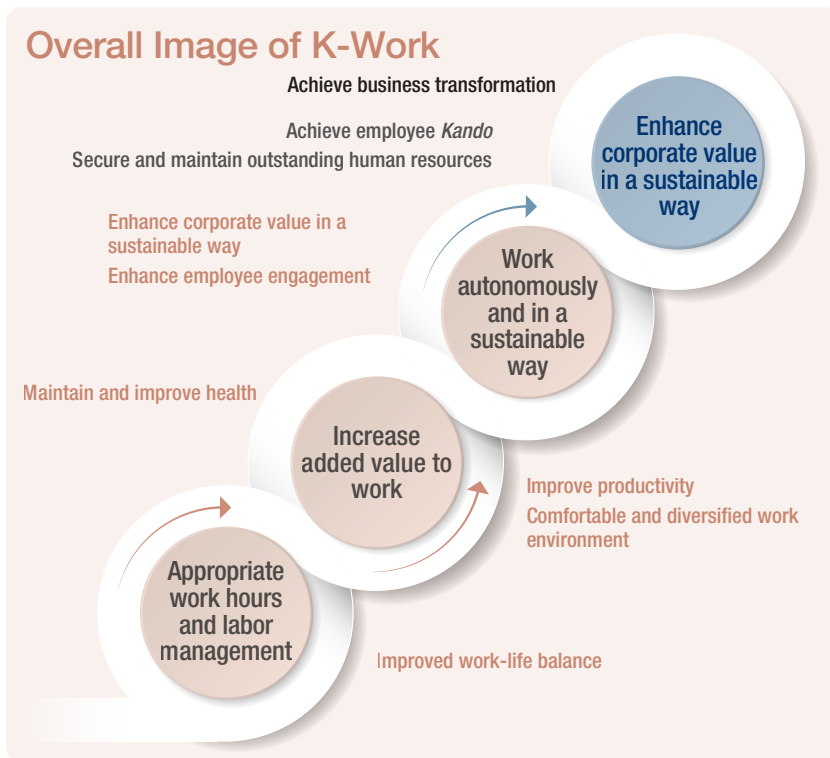 Overall Image of K-Work
Achieve business transformation
Achieve employee Kando
Secure and maintain outstanding human resources
Enhance
corporate value
in a sustainable
way
Enhance corporate value in a
sustainable way
Enhance employee engagement
Work
autonomously
and in a
sustainable
way
Maintain and improve health
Increase
added value to
work
Improve productivity
Comfortable and diversified work
environment
Appropriate
work hours
and labor
management
Improved work-life balance